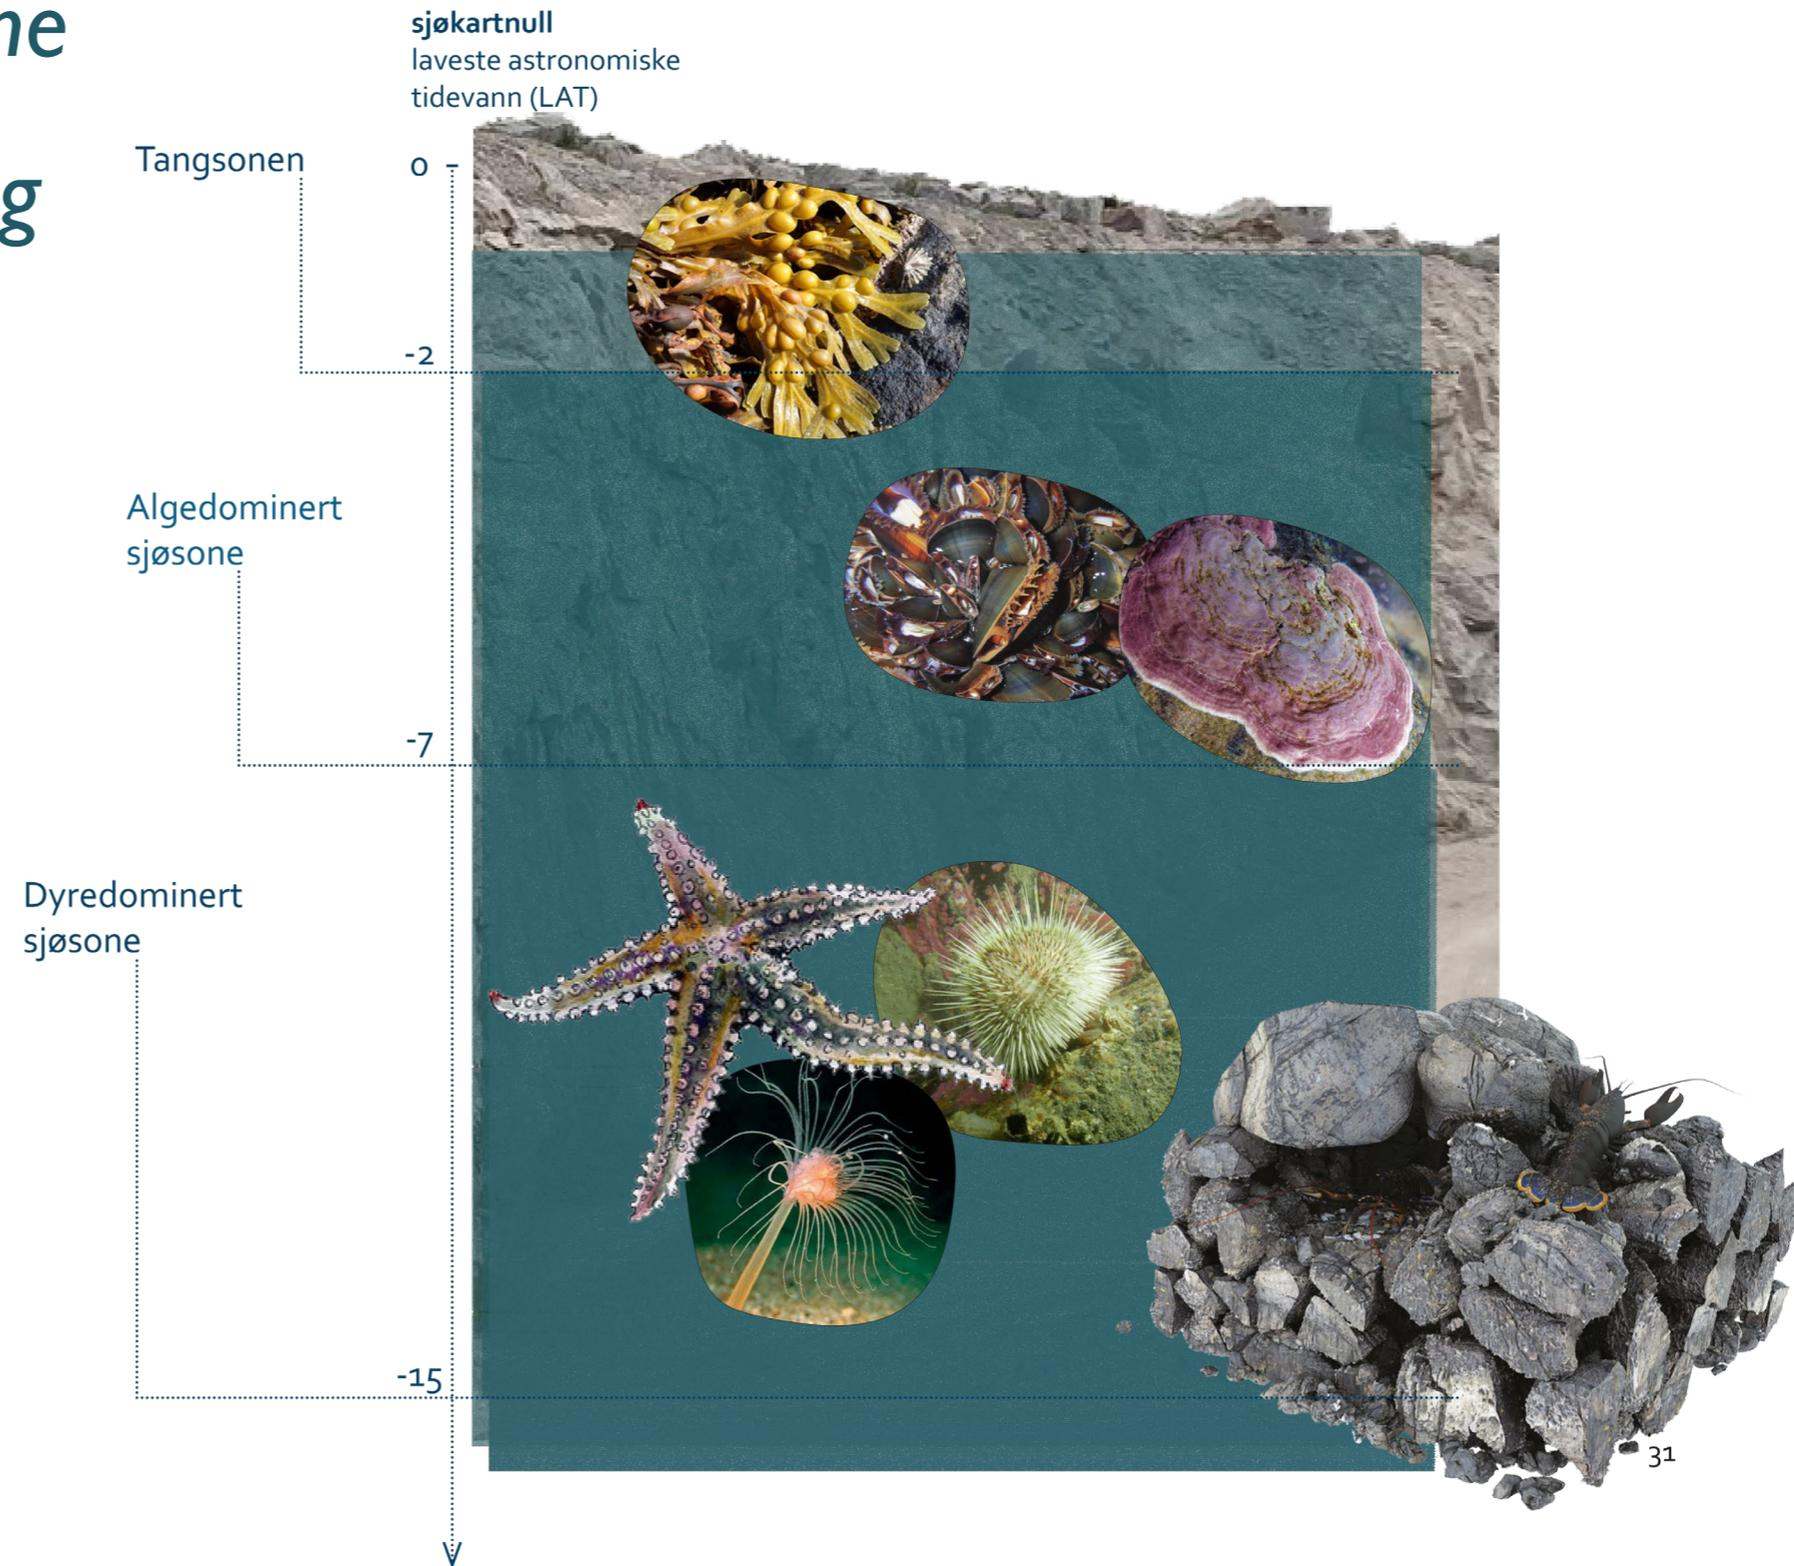 ne
g
sjøkartnull
laveste astronomiske
tidevann (LAT)
Tangsonen
0
-2
Algedominert
sjøsone
-7
Dyredominert
sjøsone
-15
31